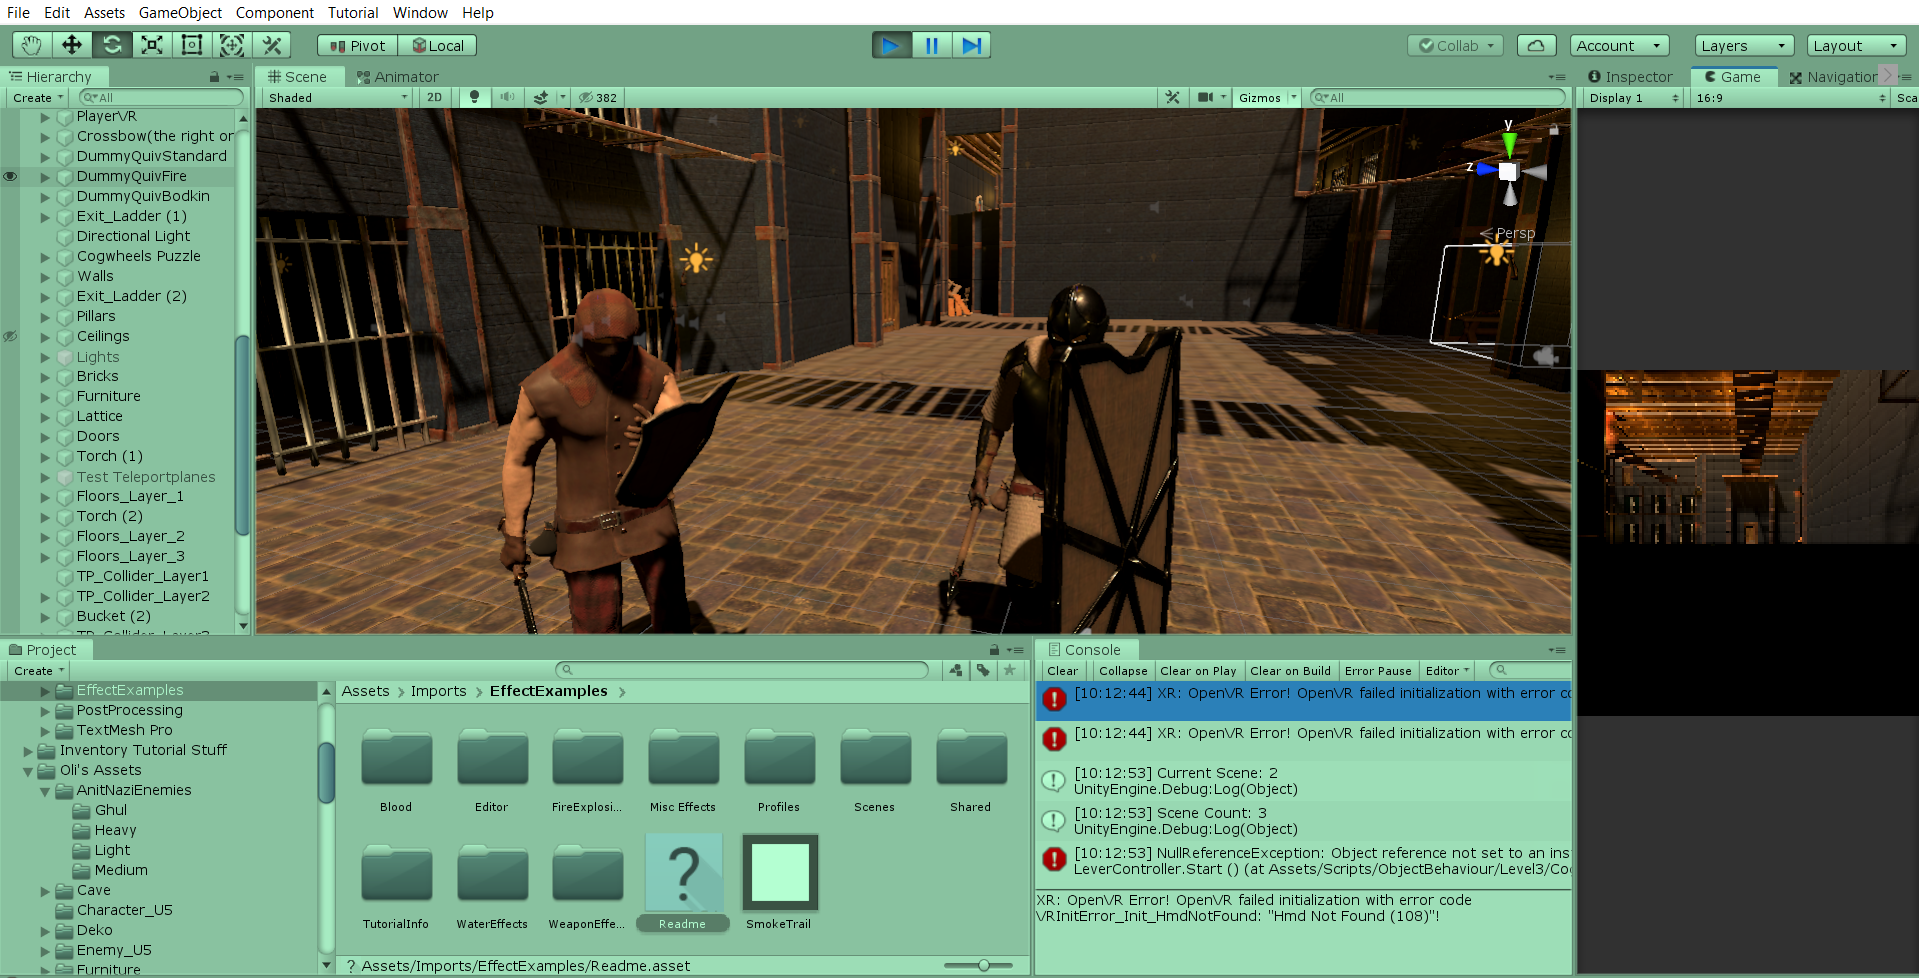 File Edit Assets GameObject Component Tutorial Window Help
Pivot Local Collab Account Layers Layout
Hierarchy
Create All
PlayerVR
Crossbow(the right or
DummyQuivStandard
DummyQuivFire
DummyQuivBodkin
Exit_Ladder (1)
Directional Light
Cogwheels Puzzle
Walls
Exit_Ladder (2)
Pillars
Ceilings
Lights
Bricks
Furniture
Lattice
Doors
Torch (1)
Test Teleportplanes
Floors_Layer_1
Torch (2)
Floors_Layer_2
Floors_Layer_3
TP_Collider_Layer1
TP_Collider_Layer2
Bucket (2)
Scene Animator
Shaded 2D 382 Gizmos All
y
z
Persp
Inspector Game Navigation
Display 1 16:9 Sca
Project
Create
EffectExamples
PostProcessing
TextMesh Pro
Inventory Tutorial Stuff
Oli's Assets
AnitNaziEnemies
Ghul
Heavy
Light
Medium
Cave
Character_U5
Deko
Enemy_U5
Furniture
Assets Imports EffectExamples
Blood Editor FireExplosi... Misc Effects Profiles Scenes Shared
TutorialInfo WaterEffects WeaponEffe... Readme SmokeTrail
Assets/Imports/EffectExamples/Readme.asset
Console
Clear Collapse Clear on Play Clear on Build Error Pause Editor
[10:12:44] XR: OpenVR Error! OpenVR failed initialization with error co
[10:12:44] XR: OpenVR Error! OpenVR failed initialization with error co
[10:12:53] Current Scene: 2
UnityEngine.Debug:Log(Object)
[10:12:53] Scene Count: 3
UnityEngine.Debug:Log(Object)
[10:12:53] NullReferenceException: Object reference not set to an ins
LeverController.Start () (at Assets/Scripts/ObjectBehaviour/Level3/Co
XR: OpenVR Error! OpenVR failed initialization with error code
VRInitError_Init_HmdNotFound: "Hmd Not Found (108)"!